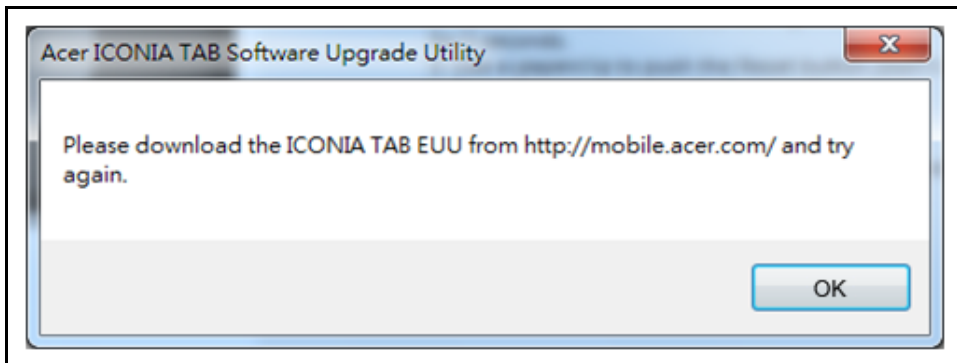 Acer ICONIA TAB Software Upgrade Utility
Please download the ICONIA TAB EUU from http://mobile.acer.com/ and try
again.
OK